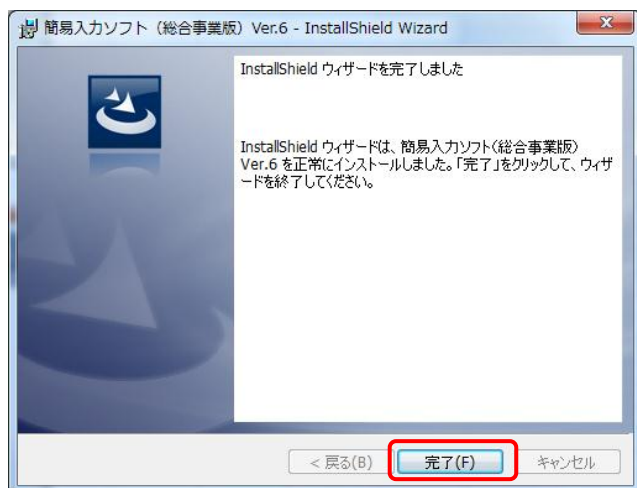 簡易入力ソフト（総合事業版）Ver.6 - InstallShield Wizard
InstallShield ウィザードを完了しました
InstallShield ウィザードは、簡易入力ソフト(総合事業版)
Ver.6 を正常にインストールしました。「完了」をクリックして、ウィザ
ードを終了してください。
< 戻る(B)
完了(F)
キャンセル